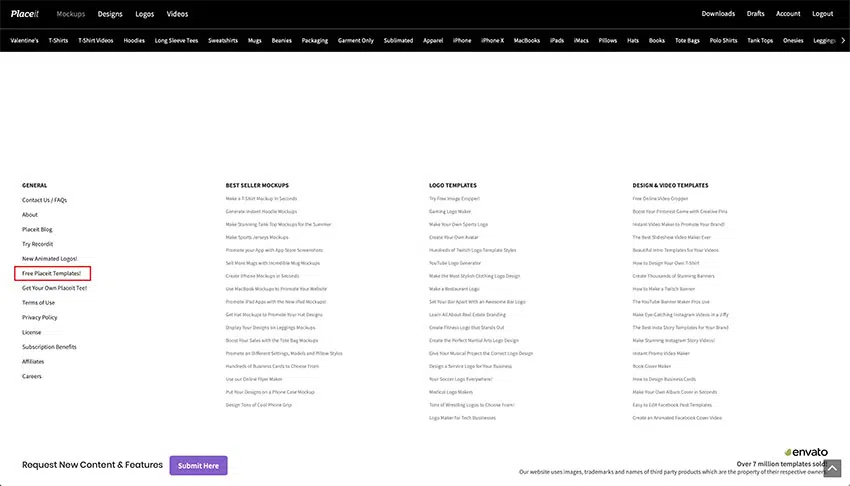 Placeit Mockups Designs Logos Videos Downloads Drafts Account Logout
Valentine's T-Shirts T-Shirt Videos Hoodies Long Sleeve Tees Sweatshirts Mugs Beanies Packaging Garment Only Sublimated Apparel iPhone iPhone X MacBooks iPads iMacs Pillows Hats Books Tote Bags Polo Shirts Tank Tops Onesies Leggings
GENERAL
Contact Us / FAQs
About
Placeit Blog
Try Recordit
New Animated Logos!
Free Placeit Templates!
Get Your Own Placeit Tee!
Terms of Use
Privacy Policy
License
Subscription Benefits
Affiliates
Careers
BEST SELLER MOCKUPS
Make a T-Shirt Mockup in Seconds
Generate Instant Hoodie Mockups
Make Stunning Tank Top Mockups for the Summer
Make Sports Jerseys Mockups
Promote your App with App Store Screenshots
Sell More Mugs with Incredible Mug Mockups
Create iPhone Mockups in Seconds
Use MacBook Mockups to Promote Your Website
Promote iPad Apps with the New iPad Mockups!
Get Hat Mockups to Promote Your Hat Designs
Display Your Designs on Leggings Mockups
Boost Your Sales with the Tote Bag Mockups
Promote on Different Settings, Models and Pillow Styles
Hundreds of Business Cards to Choose From
Use our Online Flyer Maker
Put Your Designs on a Phone Case Mockup
Design Tons of Cool Phone Grip
LOGO TEMPLATES
Try Free Image Cropper!
Gaming Logo Maker
Make Your Own Sports Logo
Create Your Own Avatar
Hundreds of Twitch Logo Template Styles
YouTube Logo Generator
Make the Most Stylish Clothing Logo Design
Make a Restaurant Logo
Set Your Bar Apart With an Awesome Bar Logo
Learn All About Real Estate Branding
Create Fitness Logo that Stands Out
Create the Perfect Martial Arts Logo Design
Give Your Musical Project the Correct Logo Design
Design a Service Logo for Your Business
Your Soccer Logo Everywhere!
Medical Logo Makers
Tons of Wrestling Logos to Choose From!
Logo Maker for Tech Businesses
DESIGN & VIDEO TEMPLATES
Free Online Video Cropper
Boost Your Pinterest Game with Creative Pins
Instant Video Maker to Promote Your Brand!
The Best Slideshow Video Maker Ever
Beautiful Intro Templates for Your Videos
How to Design Your Own T-Shirt
Create Thousands of Stunning Banners
How to Make a Twitch Banner
The YouTube Banner Maker Pros Use
Make Eye-Catching Instagram Videos in a Jiffy
The Best Insta Story Templates for Your Brand
Make Stunning Instagram Story Videos!
Instant Promo Video Maker
Book Cover Maker
How to Design Business Cards
Make Your Own Album Cover in Seconds
Easy to Edit Facebook Post Templates
Create an Animated Facebook Cover Video
Request New Content & Features Submit Here
envato
Over 7 million templates sold!
Our website uses images, trademarks and names of third party products which are the property of their respective owners.